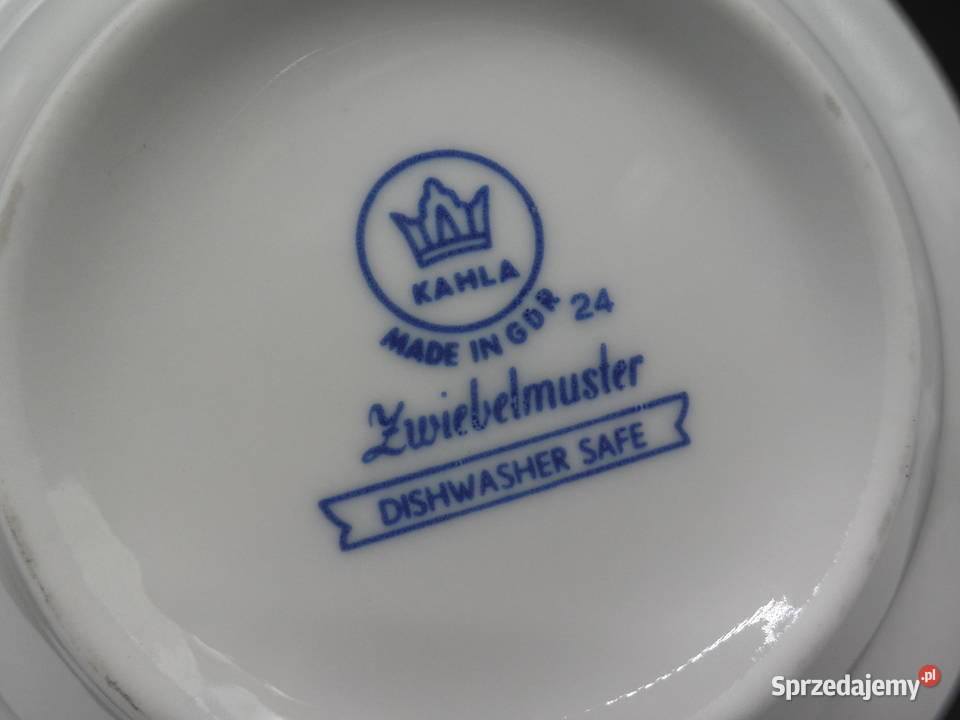 KAHLA
MADE IN GDR 24
Zwiebelmuster
DISHWASHER SAFE
Sprzedajemy.pl